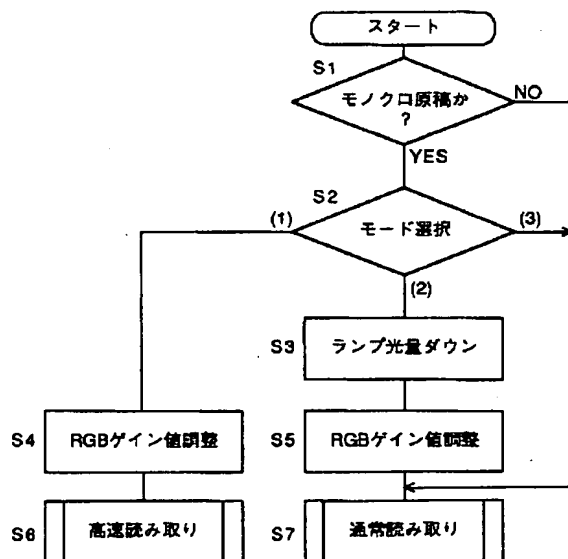 スタート
S1
モノクロ原稿か
?
NO
YES
S2
(1)
モード選択
(3)
(2)
S3
ランプ光量ダウン
S4
RGBゲイン値調整
S5
RGBゲイン値調整
S6
高速読み取り
S7
通常読み取り